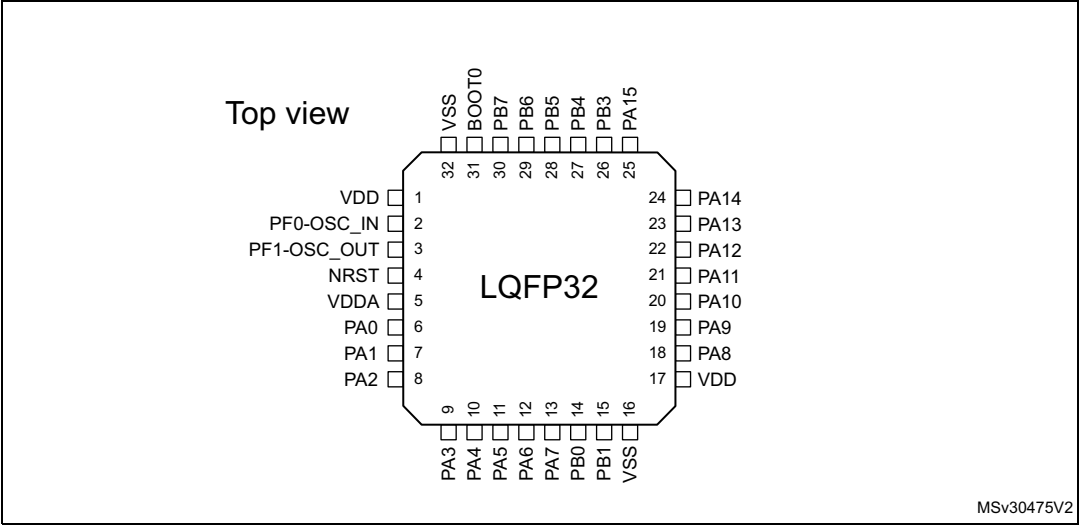 Top view
VSS
BOOT0
PB7
PB6
PB5
PB4
PB3
PA15
32
31
30
29
28
27
26
25
VDD 1
PF0-OSC_IN 2
PF1-OSC_OUT 3
NRST 4
VDDA 5
PA0 6
PA1 7
PA2 8
LQFP32
24 PA14
23 PA13
22 PA12
21 PA11
20 PA10
19 PA9
18 PA8
17 VDD
9
10
11
12
13
14
15
16
PA3
PA4
PA5
PA6
PA7
PB0
PB1
VSS
MSv30475V2